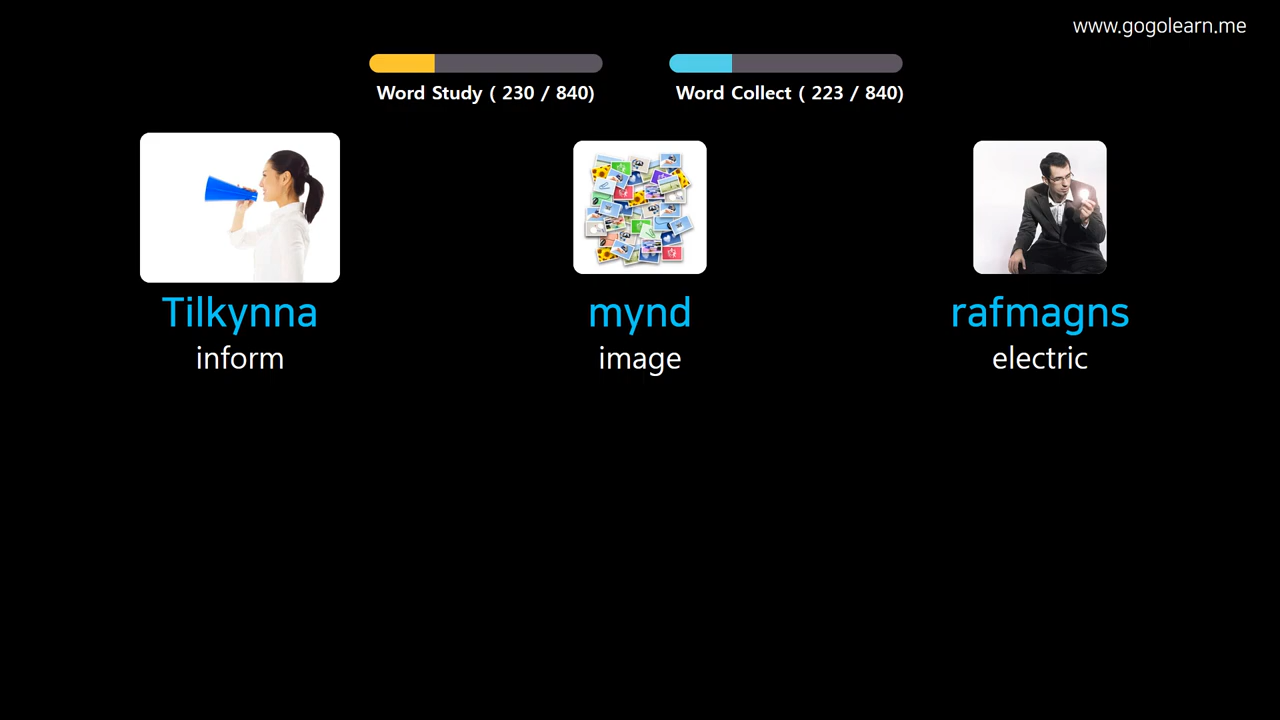 www.gogolearn.me
Word Study ( 230 / 840)
Word Collect ( 223 / 840)
Tilkynna
mynd
rafmagns
inform
image
electric